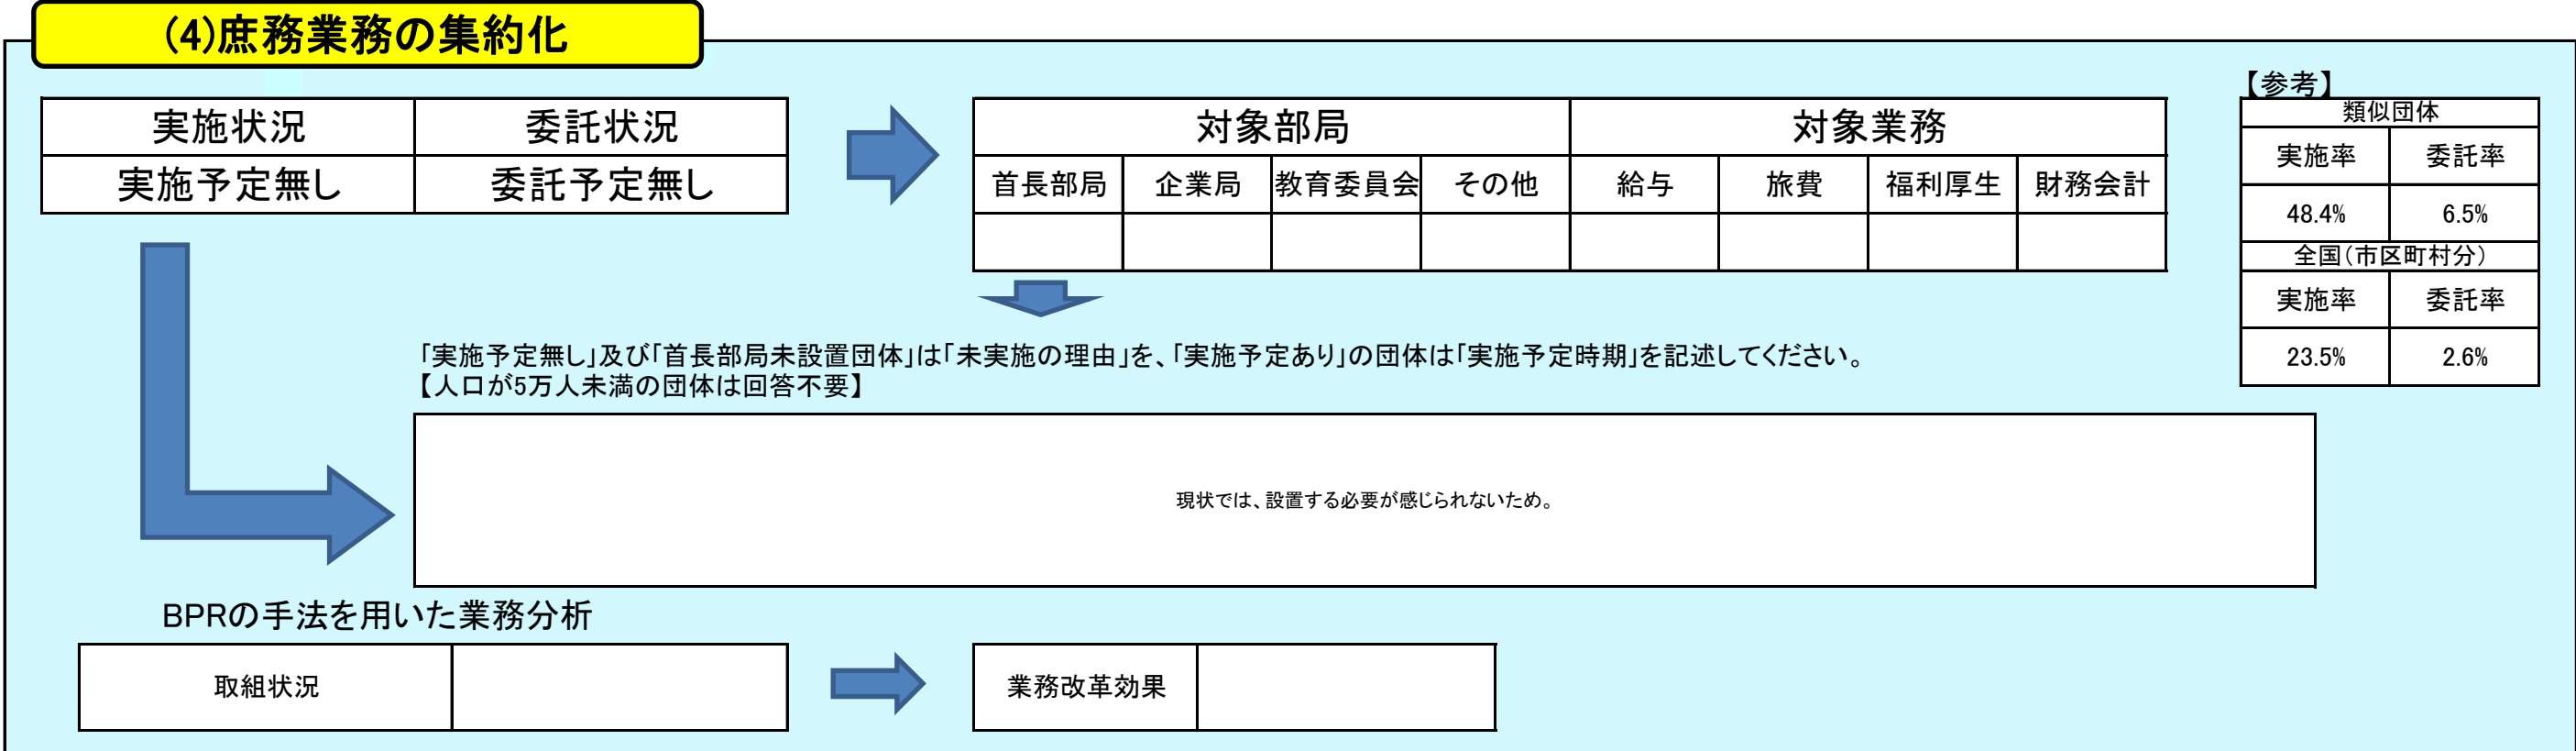 (4)庶務業務の集約化
実施状況 委託状況
実施予定無し 委託予定無し
対象部局 対象業務
首長部局 企業局 教育委員会 その他 給与 旅費 福利厚生 財務会計
【参考】
類似団体
実施率 委託率
48.4% 6.5%
全国(市区町村分)
実施率 委託率
23.5% 2.6%
「実施予定無し」及び「首長部局未設置団体」は「未実施の理由」を、「実施予定あり」の団体は「実施予定時期」を記述してください。
【人口が5万人未満の団体は回答不要】
現状では、設置する必要が感じられないため。
BPRの手法を用いた業務分析
取組状況
業務改革効果